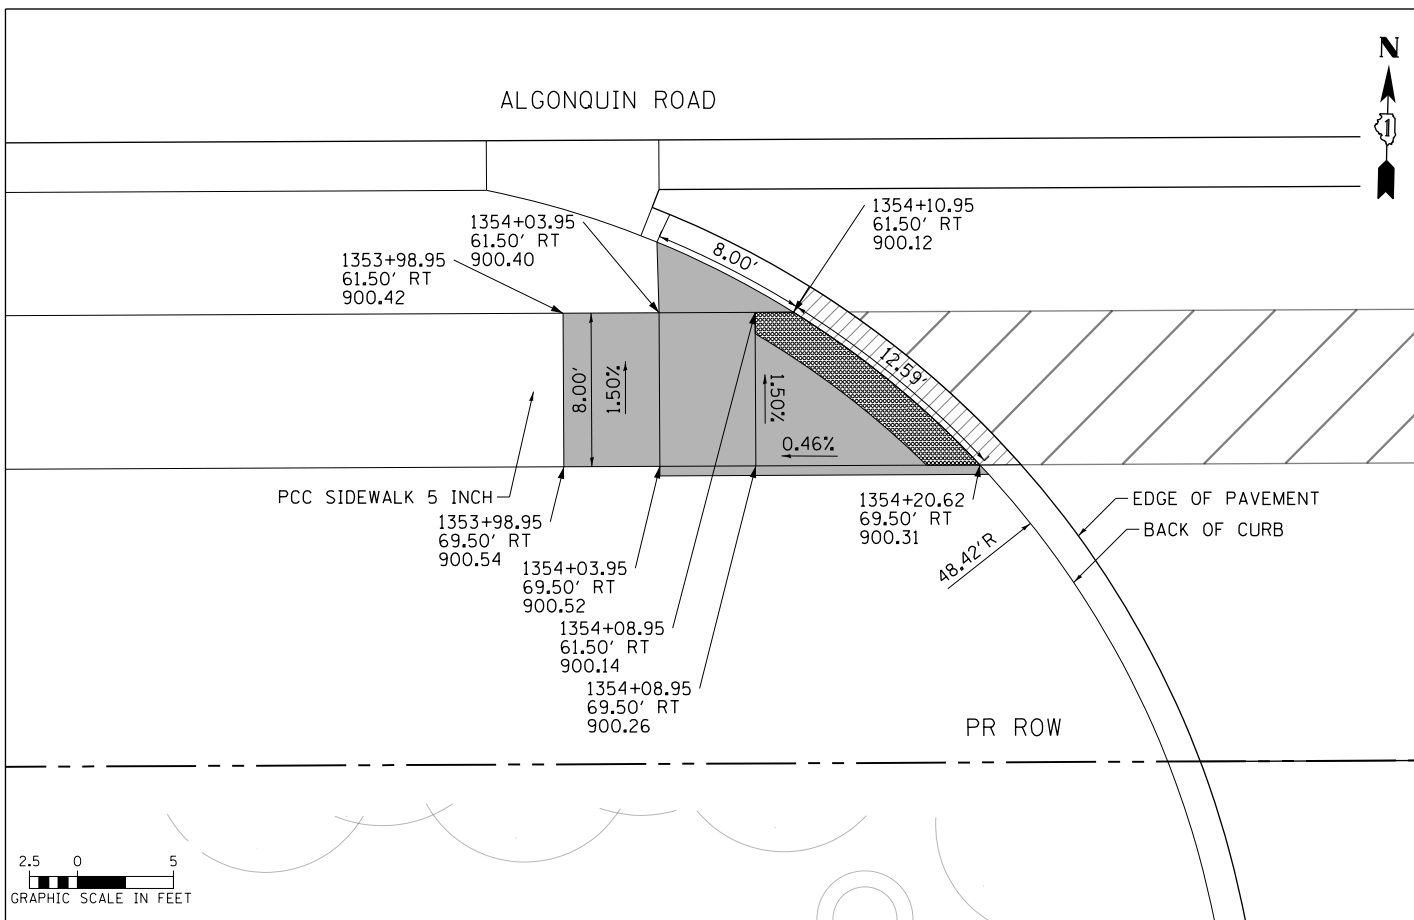 N
1
ALGONQUIN ROAD
1354+10.95
61.50' RT
900.12
1354+03.95
61.50' RT
900.40
1353+98.95
61.50' RT
900.42
8.00'
12.59'
8.00'
1.50%
1.50%
0.46%
PCC SIDEWALK 5 INCH
1353+98.95
69.50' RT
900.54
1354+20.62
69.50' RT
900.31
EDGE OF PAVEMENT
BACK OF CURB
48.42'R
1354+03.95
69.50' RT
900.52
1354+08.95
61.50' RT
900.14
1354+08.95
69.50' RT
900.26
PR ROW
2.5 0 5
GRAPHIC SCALE IN FEET